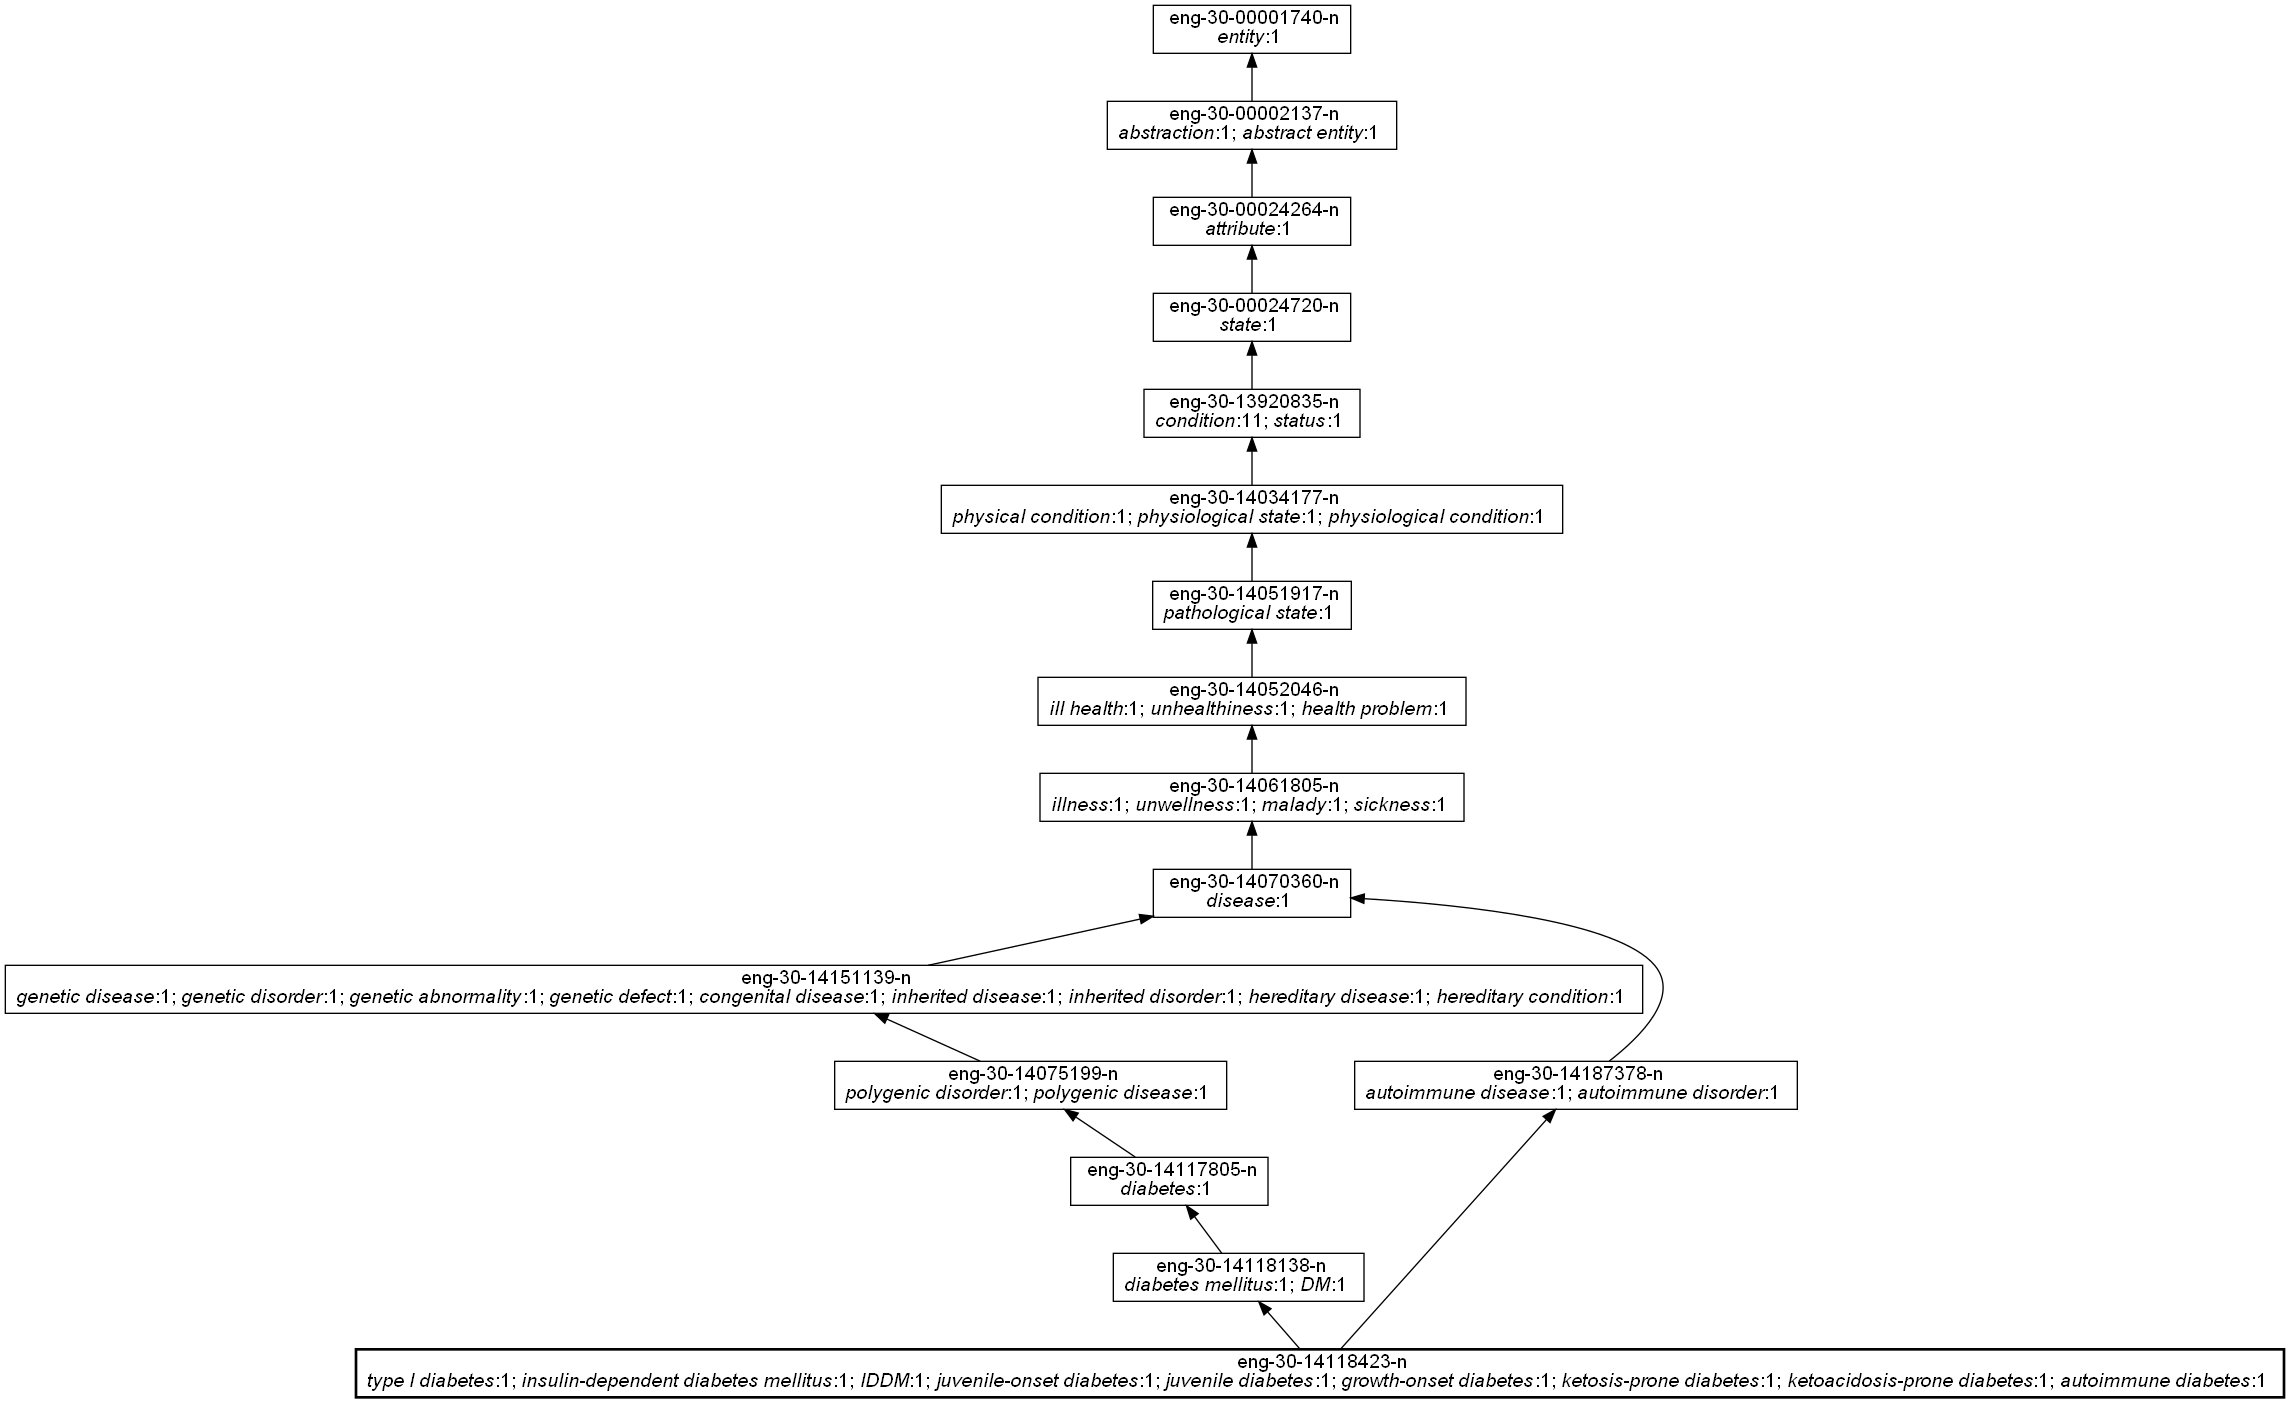 eng-30-00001740-n
entity:1
eng-30-00002137-n
abstraction:1; abstract entity:1
eng-30-00024264-n
attribute:1
eng-30-00024720-n
state:1
eng-30-13920835-n
condition:11; status:1
eng-30-14034177-n
physical condition:1; physiological state:1; physiological condition:1
eng-30-14051917-n
pathological state:1
eng-30-14052046-n
ill health:1; unhealthiness:1; health problem:1
eng-30-14061805-n
illness:1; unwellness:1; malady:1; sickness:1
eng-30-14070360-n
disease:1
eng-30-14151139-n
genetic disease:1; genetic disorder:1; genetic abnormality:1; genetic defect:1; congenital disease:1; inherited disease:1; inherited disorder:1; hereditary disease:1; hereditary condition:1
eng-30-14075199-n
polygenic disorder:1; polygenic disease:1
eng-30-14187378-n
autoimmune disease:1; autoimmune disorder:1
eng-30-14117805-n
diabetes:1
eng-30-14118138-n
diabetes mellitus:1; DM:1
eng-30-14118423-n
type I diabetes:1; insulin-dependent diabetes mellitus:1; IDDM:1; juvenile-onset diabetes:1; juvenile diabetes:1; growth-onset diabetes:1; ketosis-prone diabetes:1; ketoacidosis-prone diabetes:1; autoimmune diabetes:1